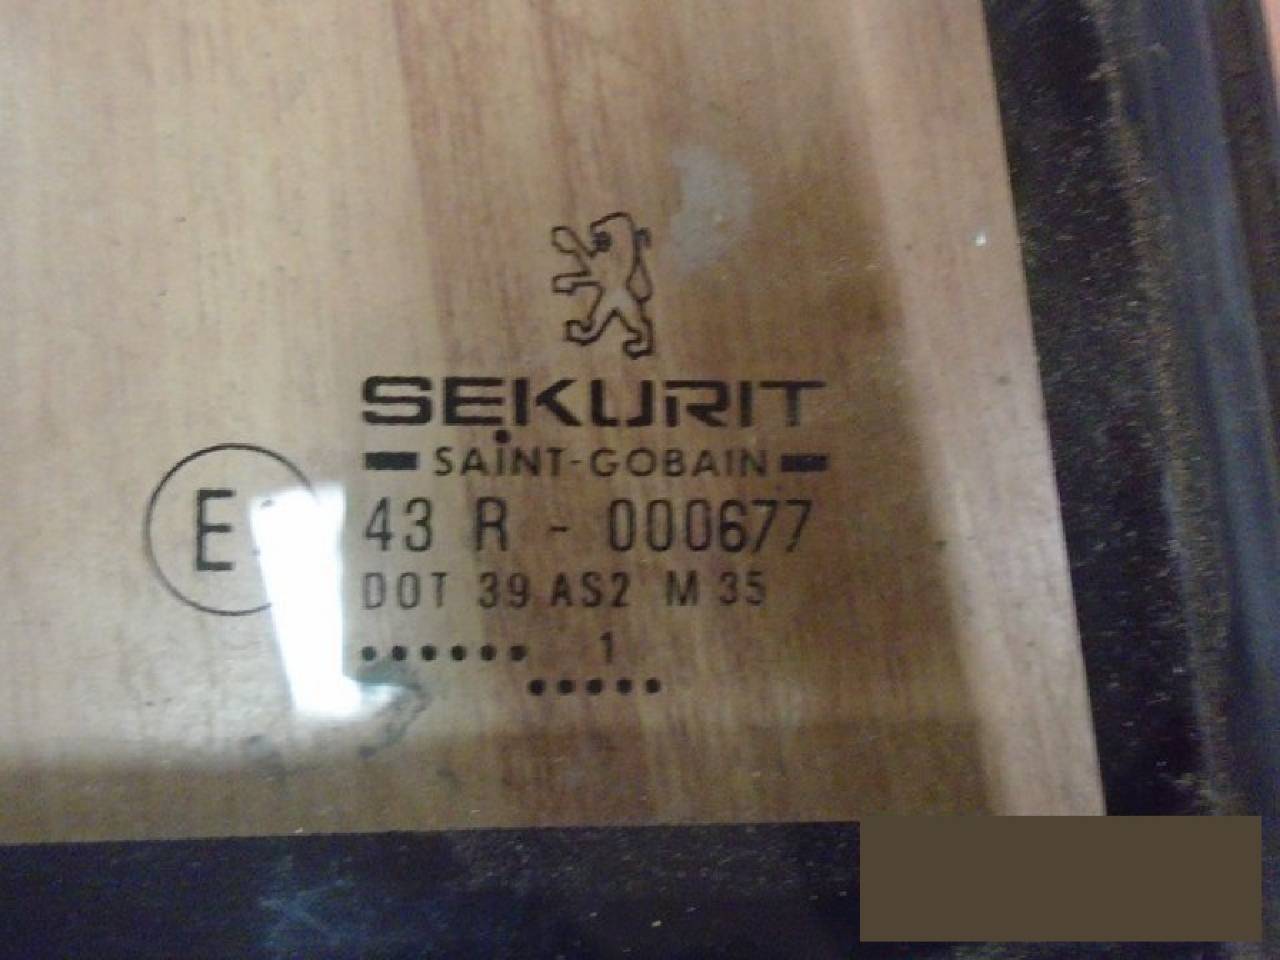 SEKURIT
SAINT-GOBAIN
E 43 R - 000677
DOT 39 AS2 M 35
•••••• 1
•••••